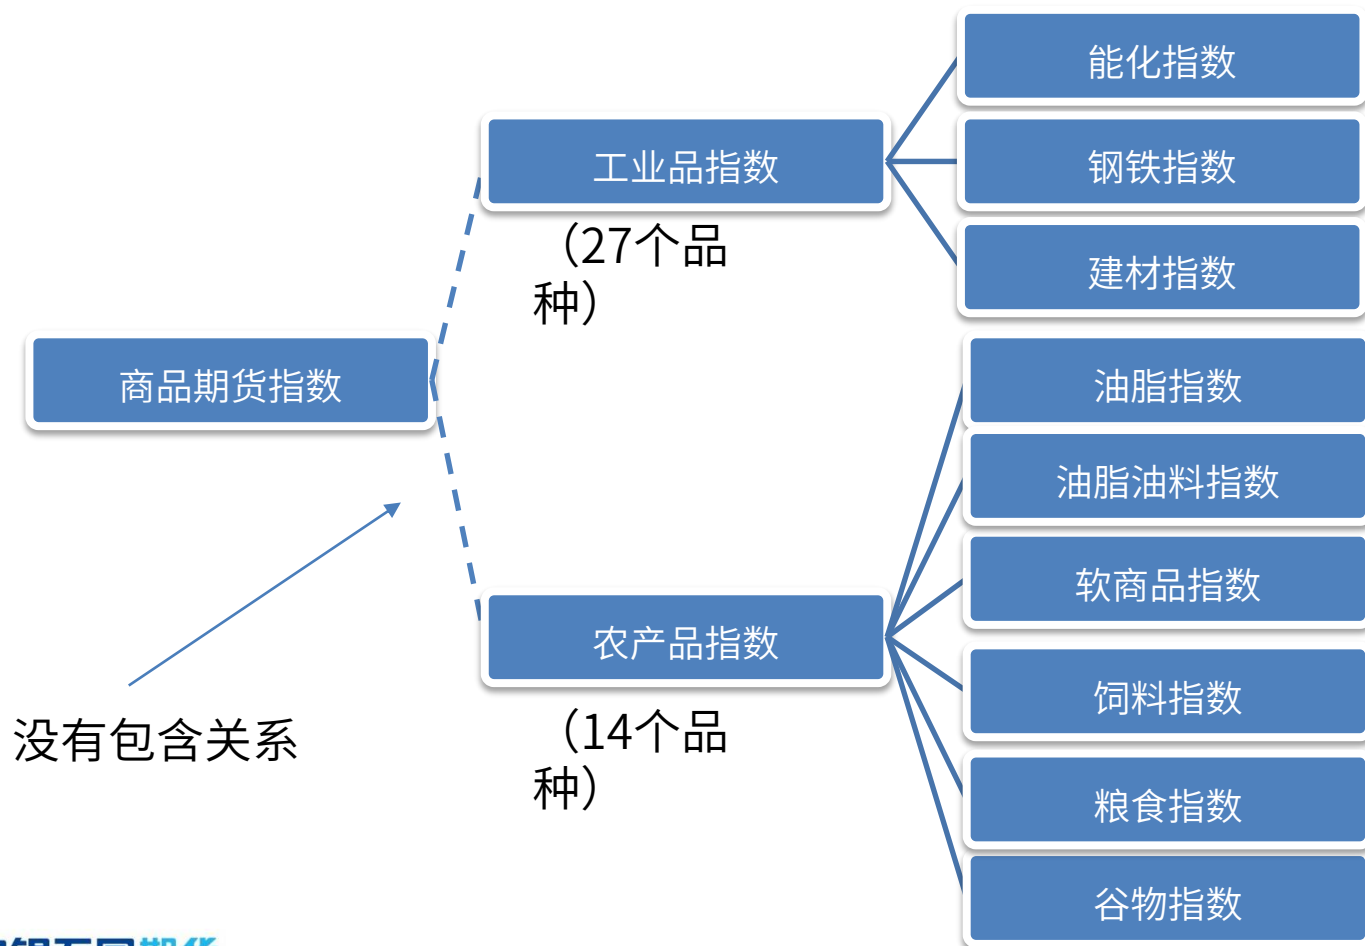 能化指数
工业品指数
钢铁指数
(27个品
种)
建材指数
商品期货指数
油脂指数
油脂油料指数
软商品指数
农产品指数
饲料指数
没有包含关系
(14个品
种)
粮食指数
谷物指数